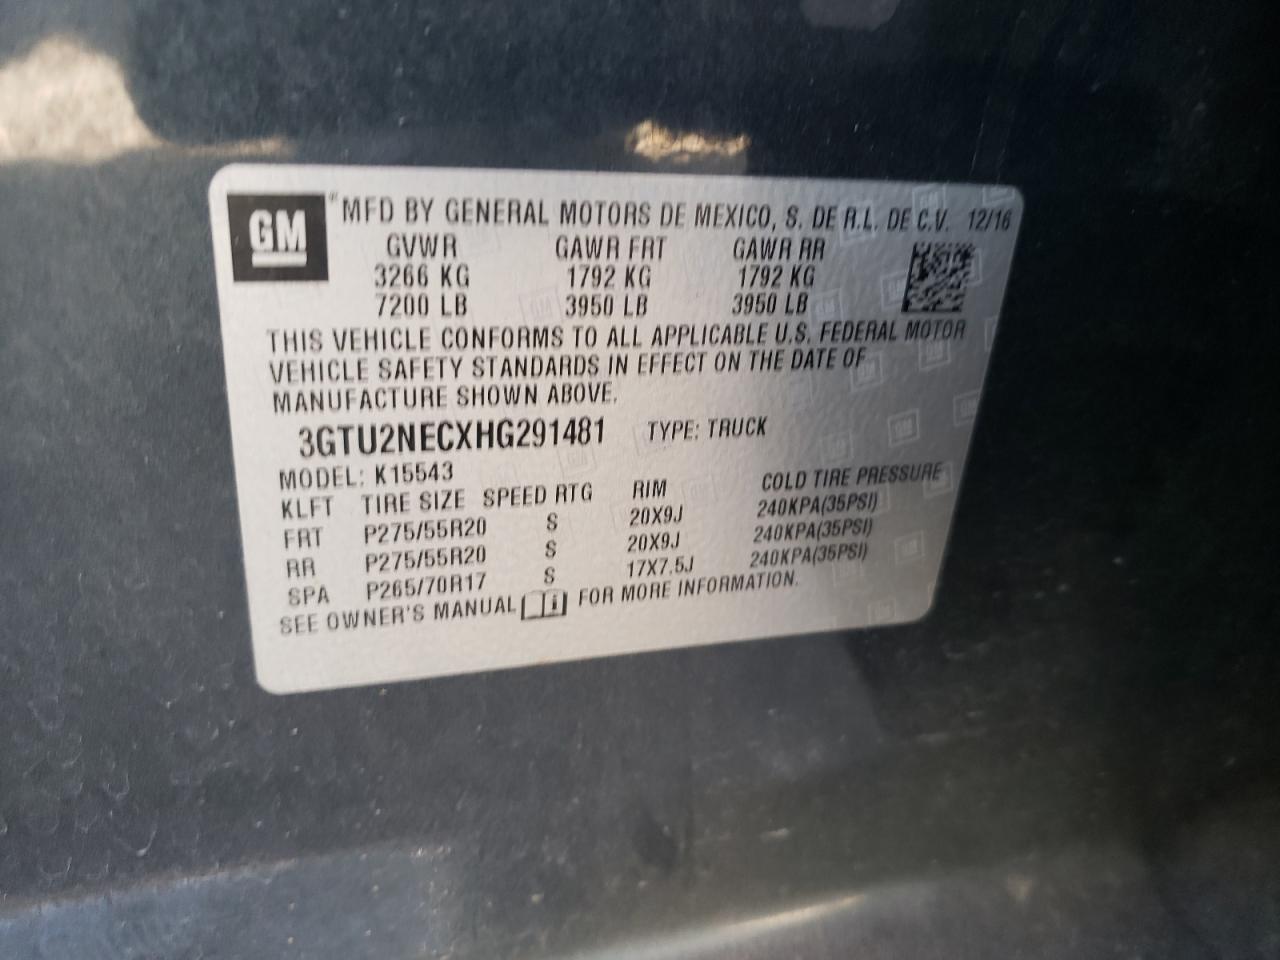 GM
MFD BY GENERAL MOTORS DE MEXICO, S. DE R.L. DE C.V. 12/16
GVWR GAWR FRT GAWR RR
3266 KG 1792 KG 1792 KG
7200 LB 3950 LB 3950 LB
THIS VEHICLE CONFORMS TO ALL APPLICABLE U.S. FEDERAL MOTOR
VEHICLE SAFETY STANDARDS IN EFFECT ON THE DATE OF
MANUFACTURE SHOWN ABOVE.
3GTU2NECXHG291481 TYPE: TRUCK
MODEL: K15543
KLFT TIRE SIZE SPEED RTG RIM COLD TIRE PRESSURE
FRT P275/55R20 S 20X9J 240KPA(35PSI)
RR P275/55R20 S 20X9J 240KPA(35PSI)
SPA P265/70R17 S 17X7.5J 240KPA(35PSI)
SEE OWNER'S MANUAL FOR MORE INFORMATION.